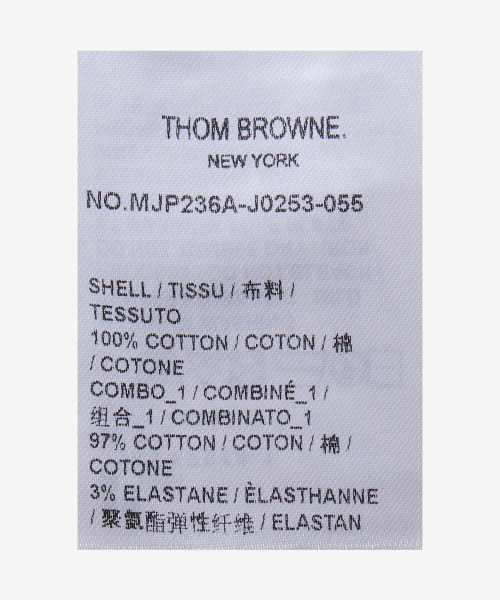 THOM BROWNE.
NEW YORK
NO.MJP236A-J0253-055
SHELL / TISSU / 布料 /
TESSUTO
100% COTTON / COTON / 棉
/ COTONE
COMBO_1 / COMBINÉ_1 /
组合_1 / COMBINATO_1
97% COTTON / COTON / 棉 /
COTONE
3% ELASTANE / ÈLASTHANNE
/ 聚氨酯弹性纤维 / ELASTAN